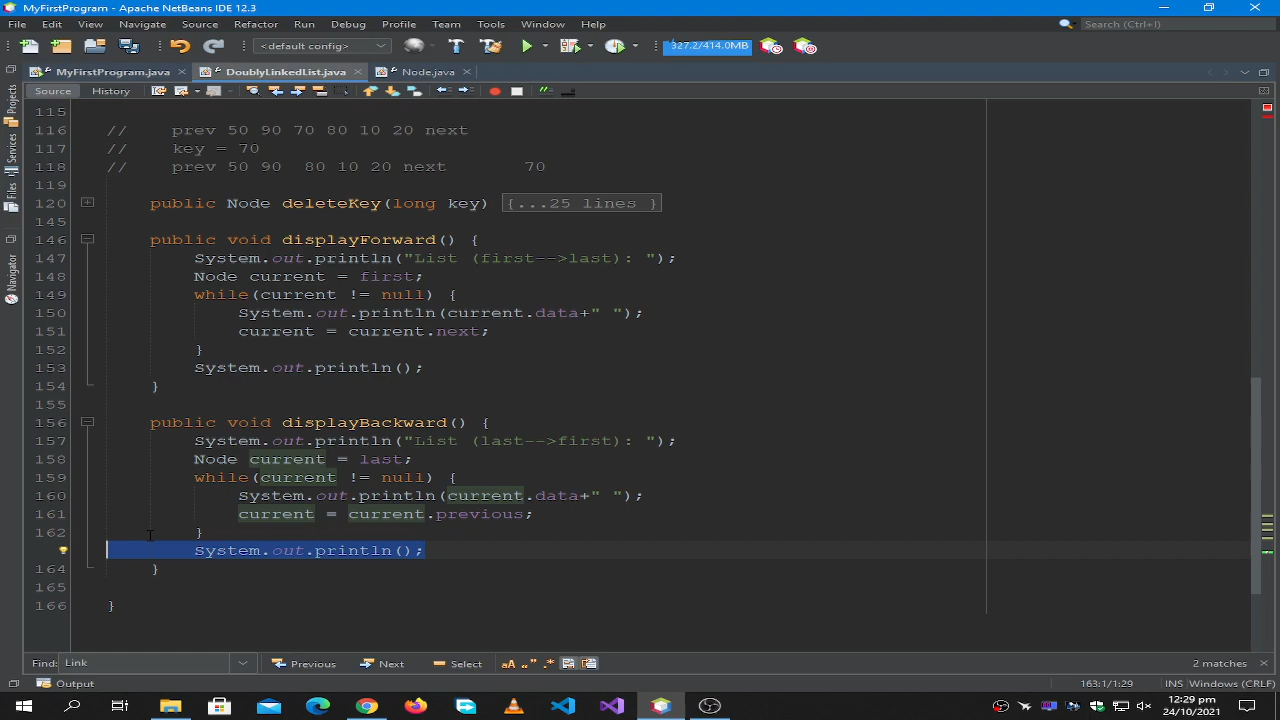 MyFirstProgram - Apache NetBeans IDE 12.3
File Edit View Navigate Source Refactor Run Debug Profile Team Tools Window Help Search (Ctrl+I)
<default config> 327.2/414.0MB
MyFirstProgram.java DoublyLinkedList.java Node.java
Source History
Projects
Services
Files
Navigator
115
116 // prev 50 90 70 80 10 20 next
117 // key = 70
118 // prev 50 90 80 10 20 next 70
119
120 public Node deleteKey(long key) {...25 lines }
145
146 public void displayForward() {
147 System.out.println("List (first-->last): ");
148 Node current = first;
149 while(current != null) {
150 System.out.println(current.data+" ");
151 current = current.next;
152 }
153 System.out.println();
154 }
155
156 public void displayBackward() {
157 System.out.println("List (last-->first): ");
158 Node current = last;
159 while(current != null) {
160 System.out.println(current.data+" ");
161 current = current.previous;
162 }
System.out.println();
164 }
165
166 }
Find: Link Previous Next Select aA 2 matches
Output 163:1/1:29 INS Windows (CRLF)
12:29 pm
24/10/2021